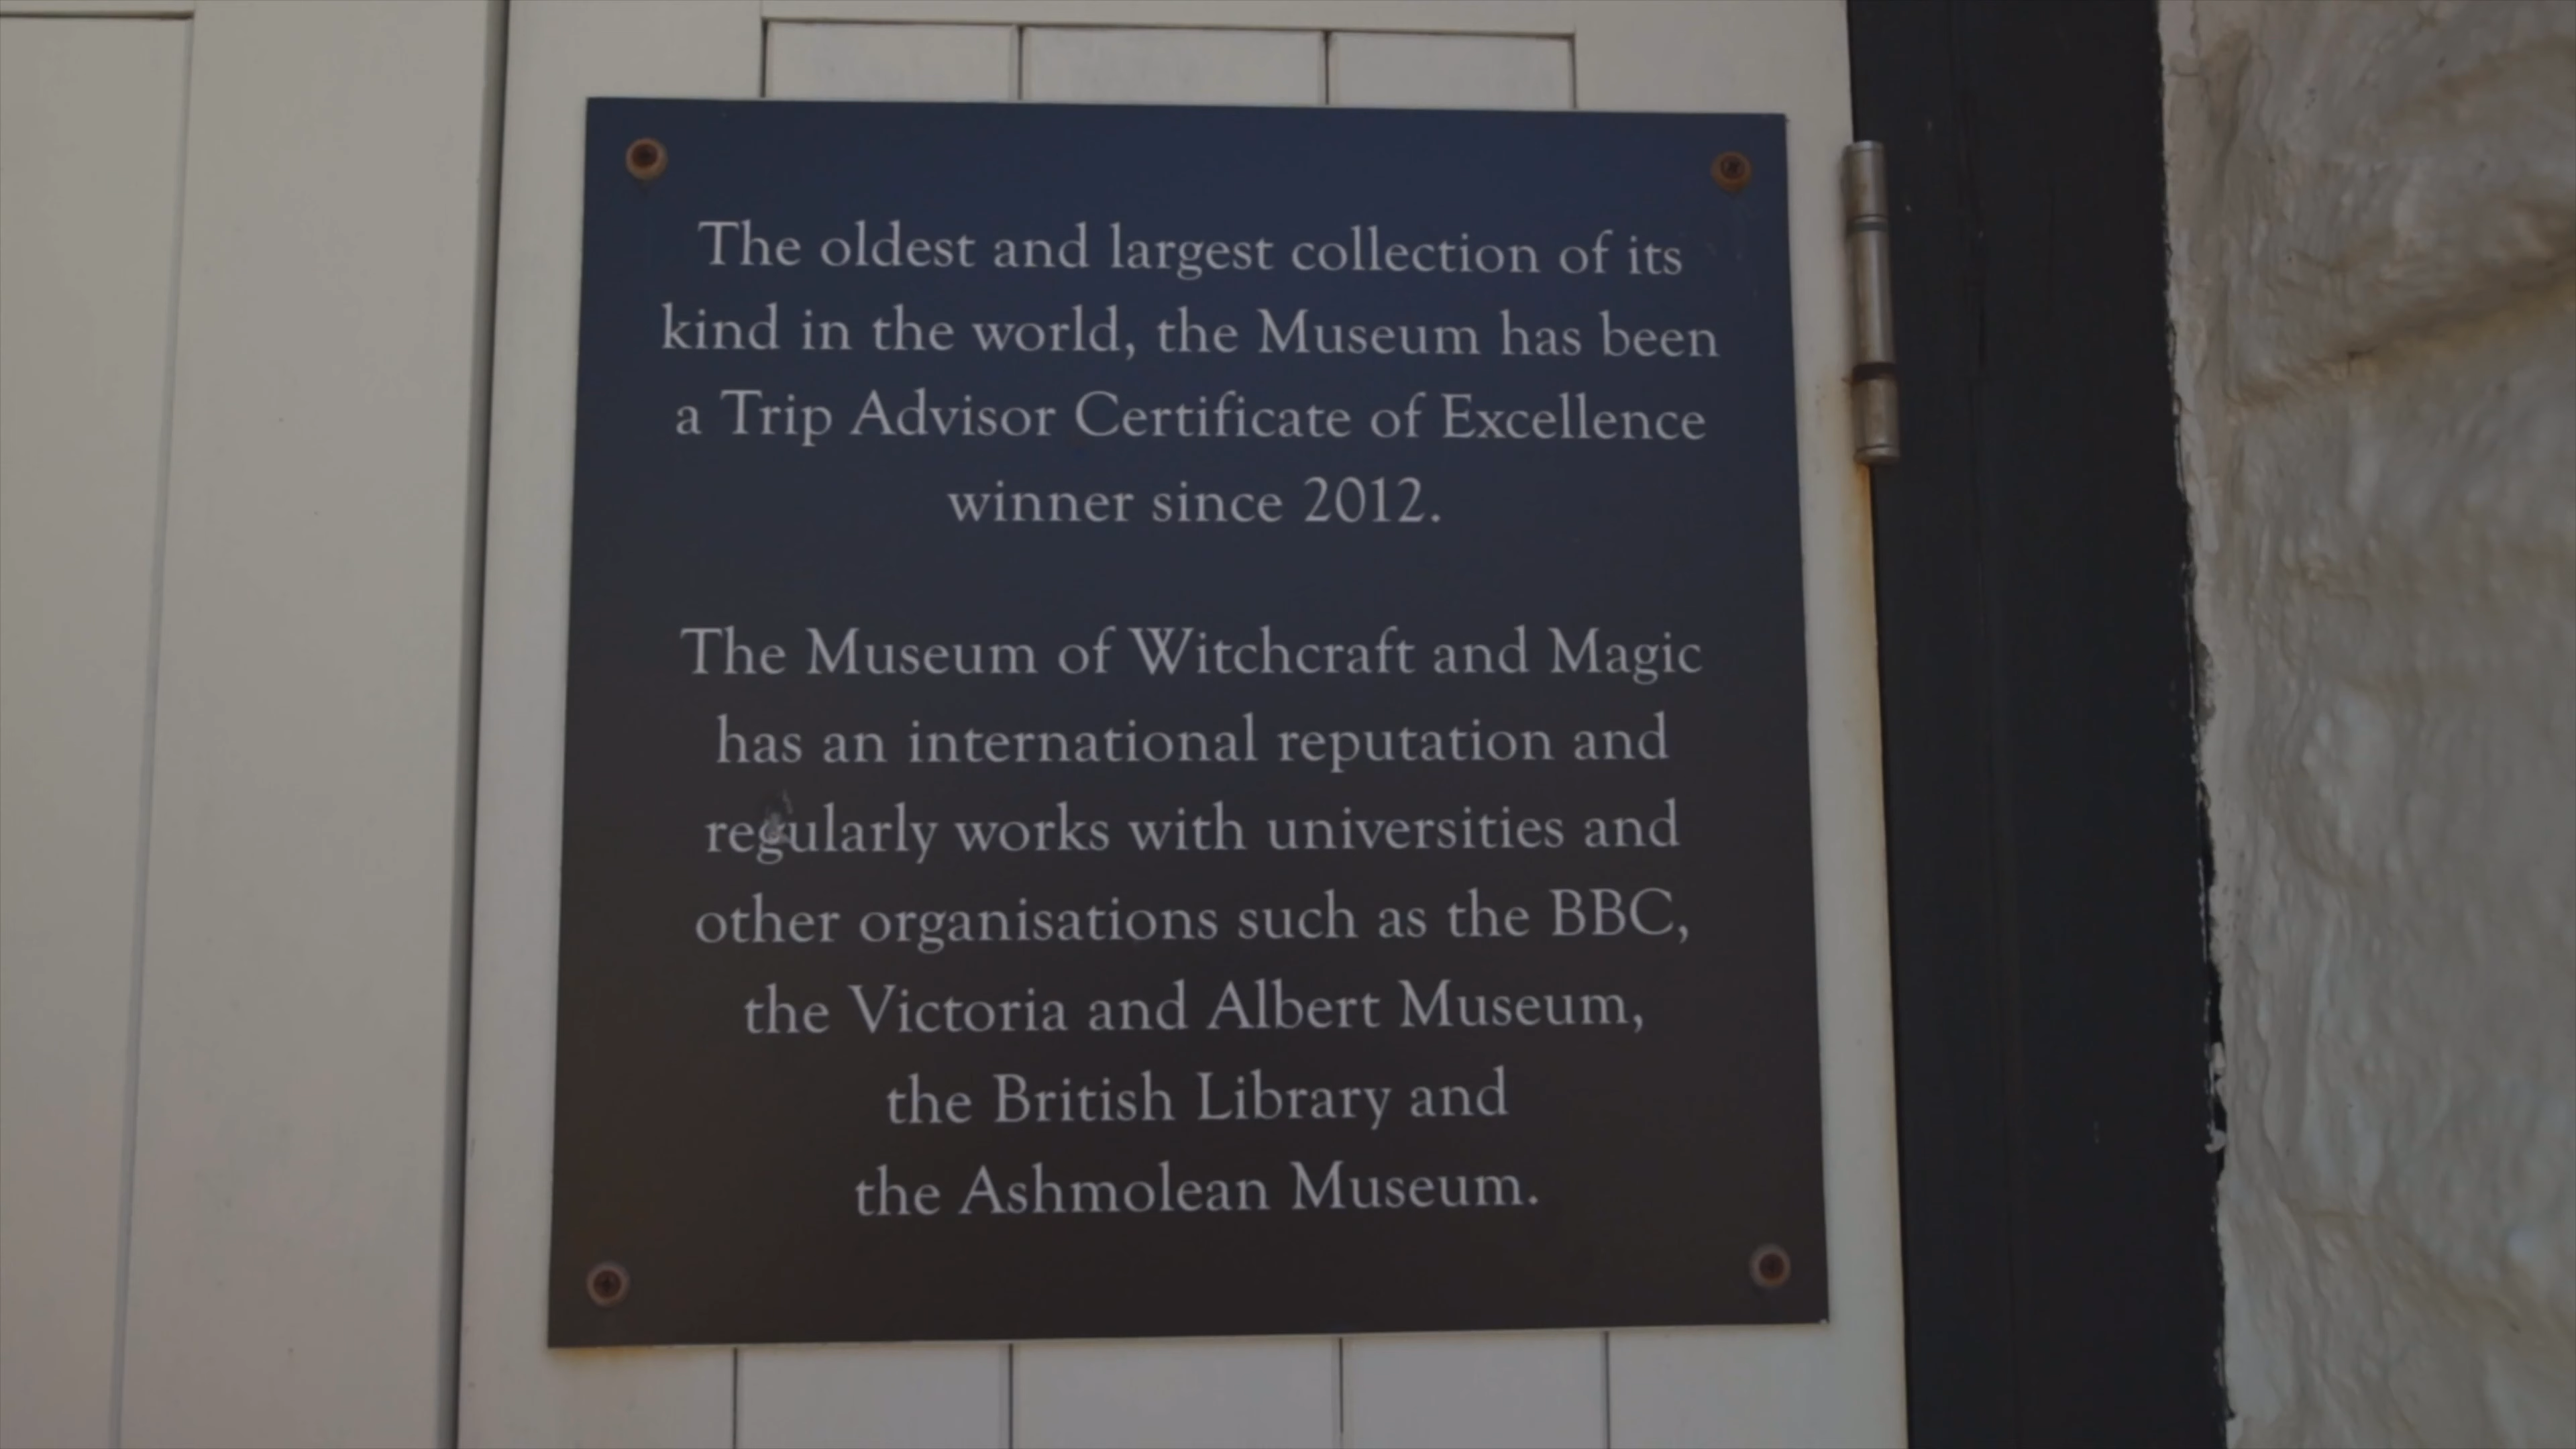 The oldest and largest collection of its
kind in the world, the Museum has been
a Trip Advisor Certificate of Excellence
winner since 2012.
The Museum of Witchcraft and Magic
has an international reputation and
regularly works with universities and
other organisations such as the BBC,
the Victoria and Albert Museum,
the British Library and
the Ashmolean Museum.